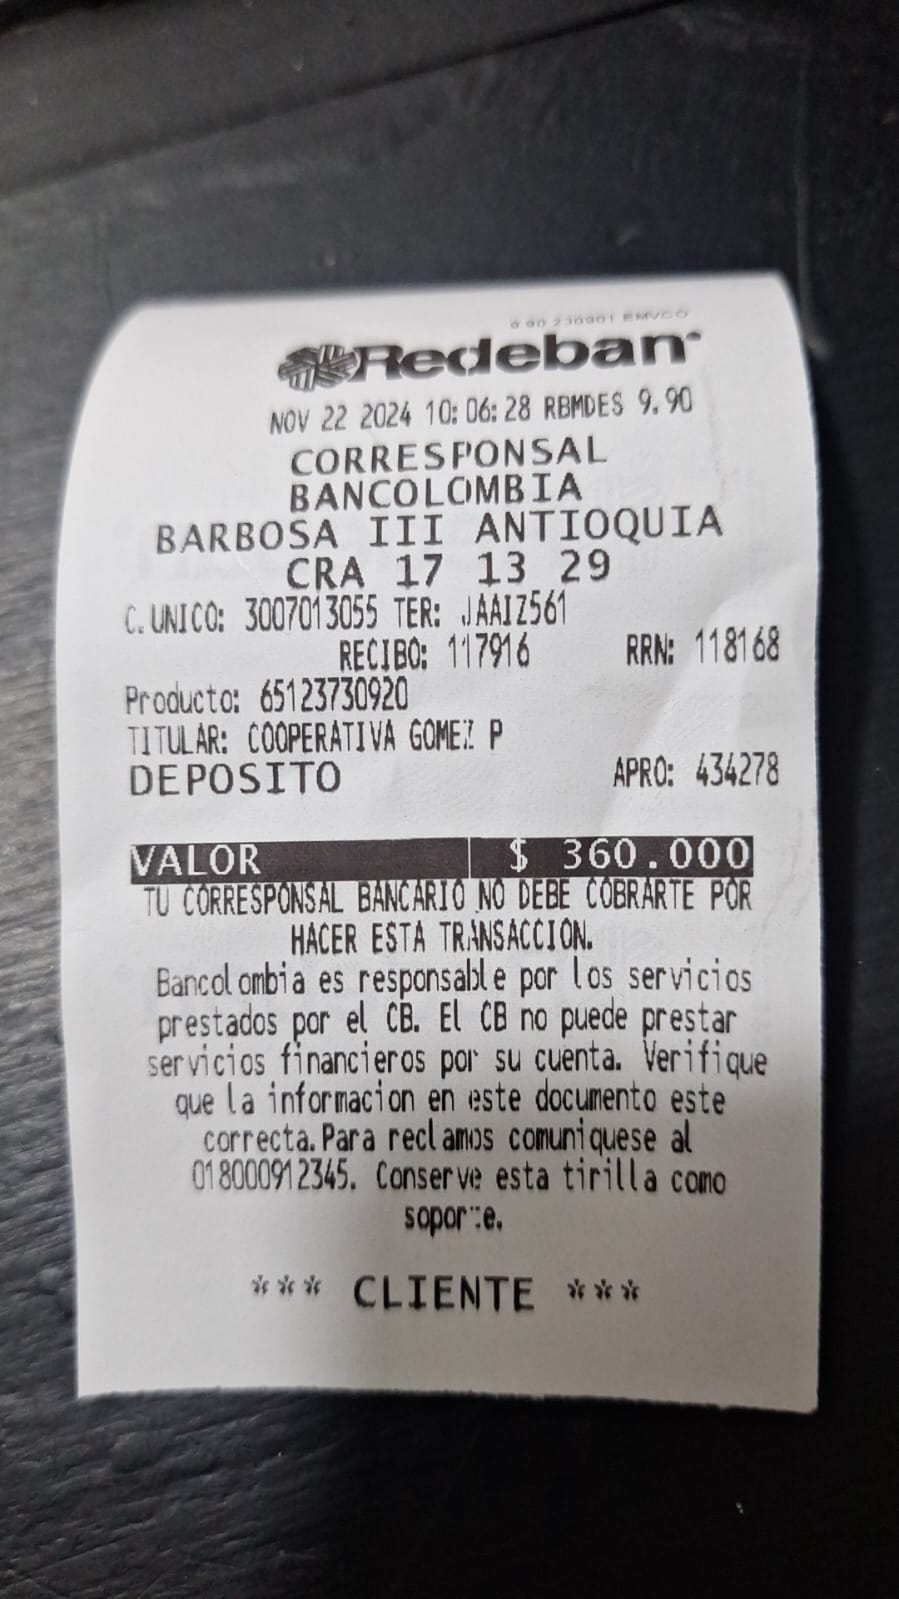 9.90 230901 EMVCO
Redeban
NOV 22 2024 10:06:28 RBMDES 9.90
CORRESPONSAL
BANCOLOMBIA
BARBOSA III ANTIOQUIA
CRA 17 13 29
C. UNICO: 3007013055 TER: JAAIZ561
RECIBO: 117916 RRN: 118168
Producto: 65123730920
TITULAR: COOPERATIVA GOMEZ P
DEPOSITO APRO: 434278
VALOR $ 360.000
TU CORRESPONSAL BANCARIO NO DEBE COBRARTE POR
HACER ESTA TRANSACCION.
Bancolombia es responsable por los servicios
prestados por el CB. El CB no puede prestar
servicios financieros por su cuenta. Verifique
que la informacion en este documento este
correcta. Para reclamos comuniquese al
018000912345. Conserve esta tirilla como
soporte.
*** CLIENTE ***